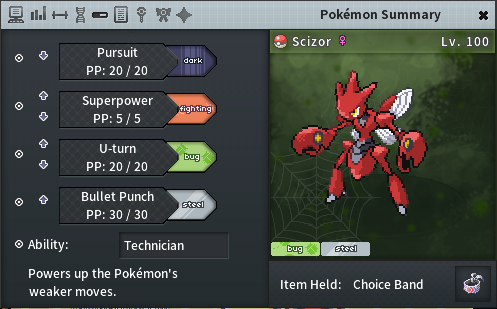 Pokémon Summary
Pursuit
PP: 20 / 20
dark
Superpower
PP: 5 / 5
fighting
U-turn
PP: 20 / 20
bug
Bullet Punch
PP: 30 / 30
steel
Ability: Technician
Powers up the Pokémon's
weaker moves.
Scizor ♀ Lv. 100
bug steel
Item Held: Choice Band